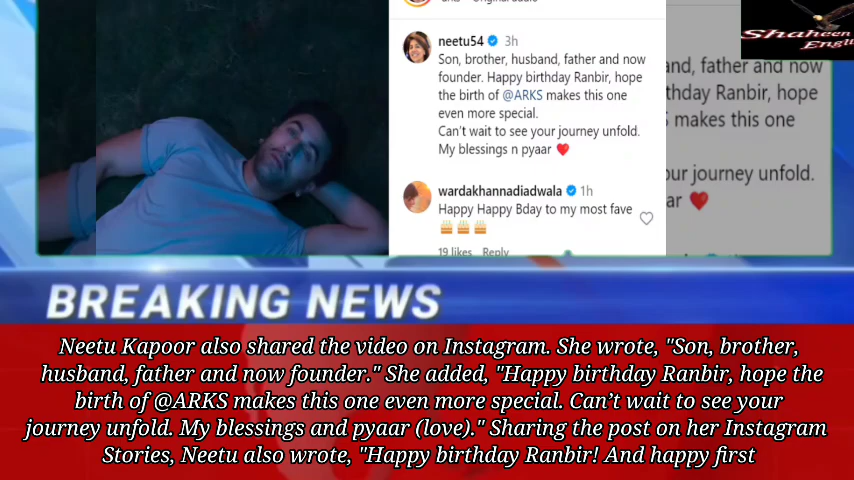 Original audio
Shaheen
Engli
neetu54 3h
Son, brother, husband, father and now
founder. Happy birthday Ranbir, hope
the birth of @ARKS makes this one
even more special.
Can't wait to see your journey unfold.
My blessings n pyaar ❤️
wardakhannadiadwala 1h
Happy Happy Bday to my most fave
🎂🎂🎂
19 likes Reply
and, father and now
thday Ranbir, hope
makes this one
our journey unfold.
ar ❤️
BREAKING NEWS
Neetu Kapoor also shared the video on Instagram. She wrote, "Son, brother,
husband, father and now founder." She added, "Happy birthday Ranbir, hope the
birth of @ARKS makes this one even more special. Can't wait to see your
journey unfold. My blessings and pyaar (love)." Sharing the post on her Instagram
Stories, Neetu also wrote, "Happy birthday Ranbir! And happy first